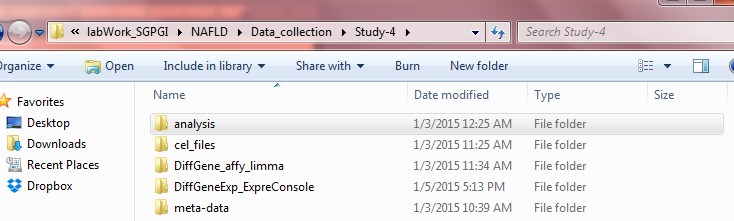 « labWork_SGPGI ▸ NAFLD ▸ Data_collection ▸ Study-4 ▸ Search Study-4
Organize Open Include in library Share with Burn New folder
Name Date modified Type Size
Favorites
Desktop
Downloads
Recent Places
Dropbox
analysis 1/3/2015 12:25 AM File folder
cel_files 1/3/2015 11:25 AM File folder
DiffGene_affy_limma 1/3/2015 11:34 AM File folder
DiffGeneExp_ExpreConsole 1/5/2015 5:13 PM File folder
meta-data 1/3/2015 10:39 AM File folder